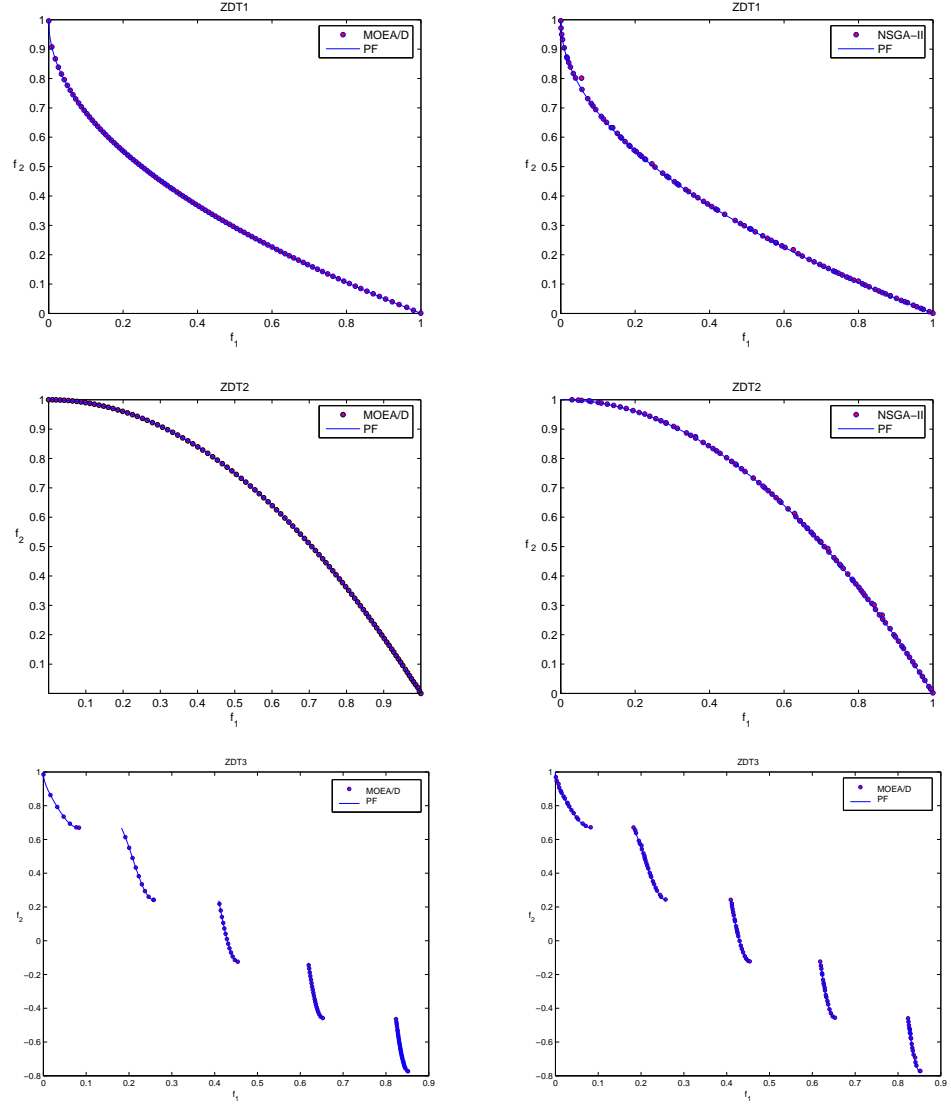 ZDT1
MOEA/D
PF
1
0.9
0.8
0.7
0.6
0.5
0.4
0.3
0.2
0.1
0
f2
0 0.2 0.4 0.6 0.8 1
f1
ZDT1
NSGA−II
PF
1
0.9
0.8
0.7
0.6
0.5
0.4
0.3
0.2
0.1
0
f2
0 0.2 0.4 0.6 0.8 1
f1
ZDT2
MOEA/D
PF
1
0.9
0.8
0.7
0.6
0.5
0.4
0.3
0.2
0.1
f2
0.1 0.2 0.3 0.4 0.5 0.6 0.7 0.8 0.9
f1
ZDT2
NSGA−II
PF
1
0.9
0.8
0.7
0.6
0.5
0.4
0.3
0.2
0.1
0
f2
0 0.2 0.4 0.6 0.8 1
f1
ZDT3
MOEA/D
PF
1
0.8
0.6
0.4
0.2
0
−0.2
−0.4
−0.6
−0.8
f2
0 0.1 0.2 0.3 0.4 0.5 0.6 0.7 0.8 0.9
f1
ZDT3
MOEA/D
PF
1
0.8
0.6
0.4
0.2
0
−0.2
−0.4
−0.6
−0.8
f2
0 0.1 0.2 0.3 0.4 0.5 0.6 0.7 0.8 0.9
f1